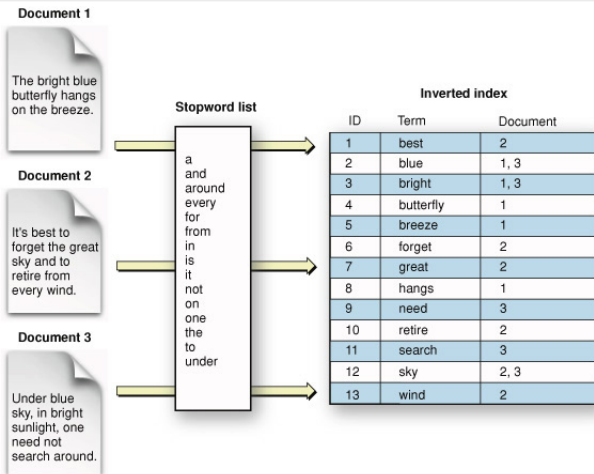 Document 1
The bright blue
butterfly hangs
on the breeze.
Document 2
It's best to
forget the great
sky and to
retire from
every wind.
Document 3
Under blue
sky, in bright
sunlight, one
need not
search around.
Stopword list
a
and
around
every
for
from
in
is
it
not
on
one
the
to
under
Inverted index
ID Term Document
1 best 2
2 blue 1, 3
3 bright 1, 3
4 butterfly 1
5 breeze 1
6 forget 2
7 great 2
8 hangs 1
9 need 3
10 retire 2
11 search 3
12 sky 2, 3
13 wind 2